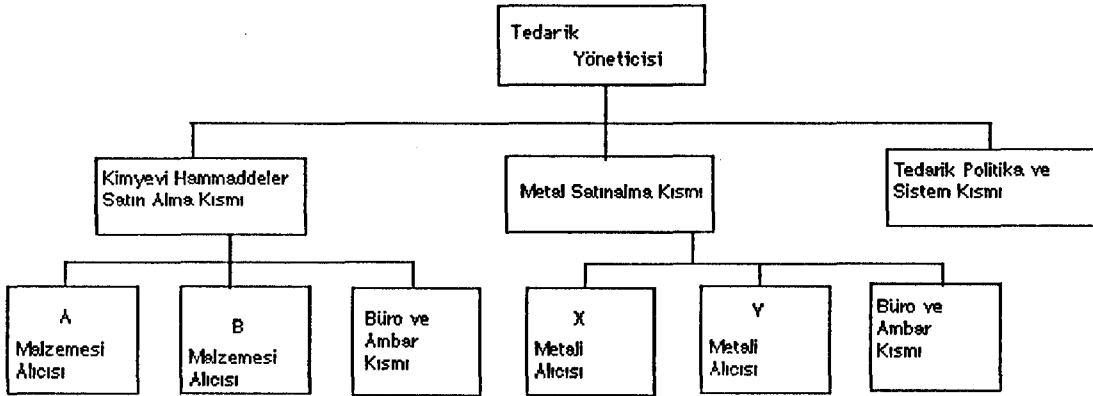 Tedarik
Yöneticisi
Kimyevi Hammaddeler
Satın Alma Kısmı
Metal Satınalma Kısmı
Tedarik Politika ve
Sistem Kısmı
A
Malzemesi
Alıcısı
B
Malzemesi
Alıcısı
Büro ve
Ambar
Kısmı
X
Metali
Alıcısı
Y
Metali
Alıcısı
Büro ve
Ambar
Kısmı